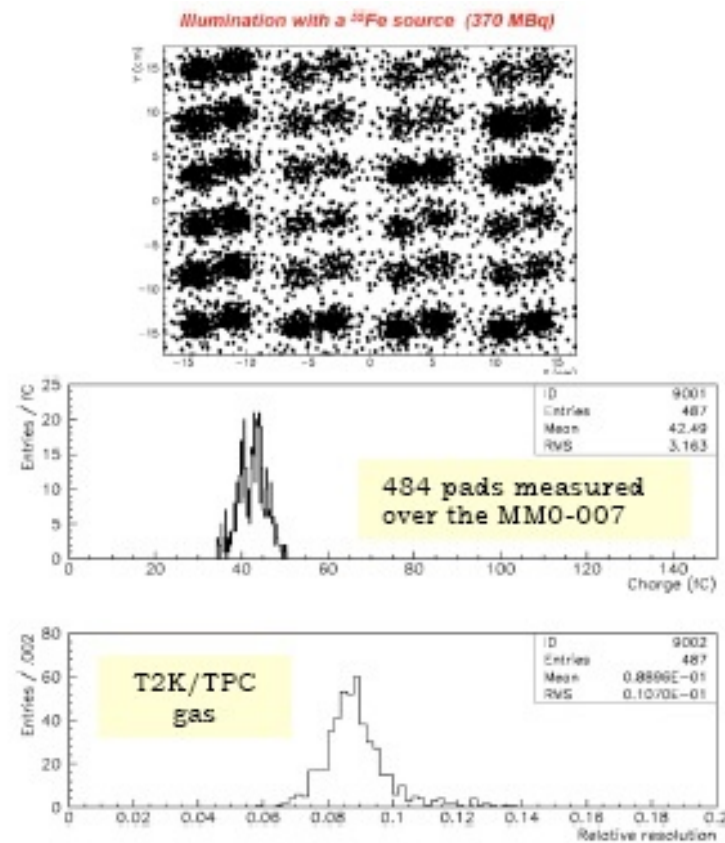 Illumination with a ⁵⁵Fe source (370 MBq)
15
10
5
0
−5
−10
−15
−15 −10 −5 0 5 10 15
Entries / fC
25
20
15
10
5
0
0 20 40 60 80 100 120 140
Charge (fC)
ID 9001
Entries 487
Mean 42.49
RMS 3.163
484 pads measured
over the MM0-007
Entries / .002
80
60
40
20
0
0 0.02 0.04 0.06 0.08 0.1 0.12 0.14 0.16 0.18 0.2
Relative resolution
T2K/TPC
gas
ID 9002
Entries 487
Mean 0.8896E-01
RMS 0.1070E-01